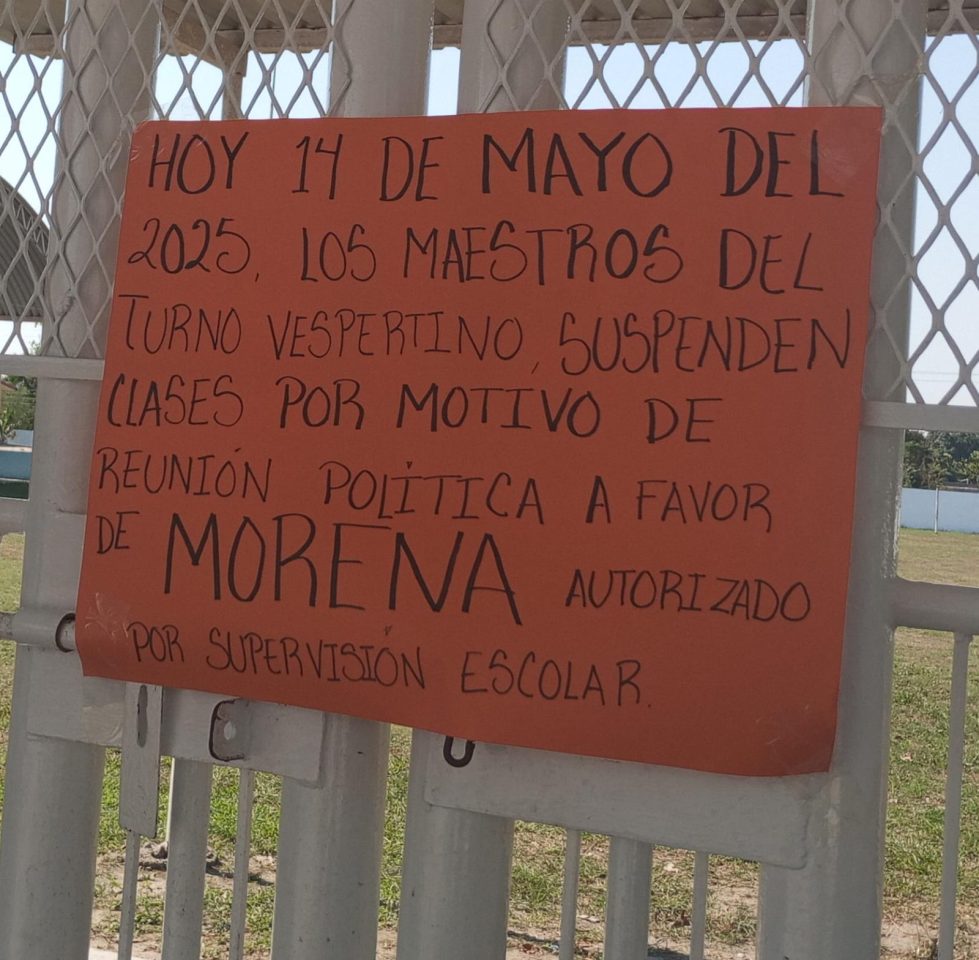 HOY 14 DE MAYO DEL
2025, LOS MAESTROS DEL
TURNO VESPERTINO, SUSPENDEN
CLASES POR MOTIVO DE
REUNIÓN POLÍTICA A FAVOR
DE MORENA AUTORIZADO
POR SUPERVISIÓN ESCOLAR.